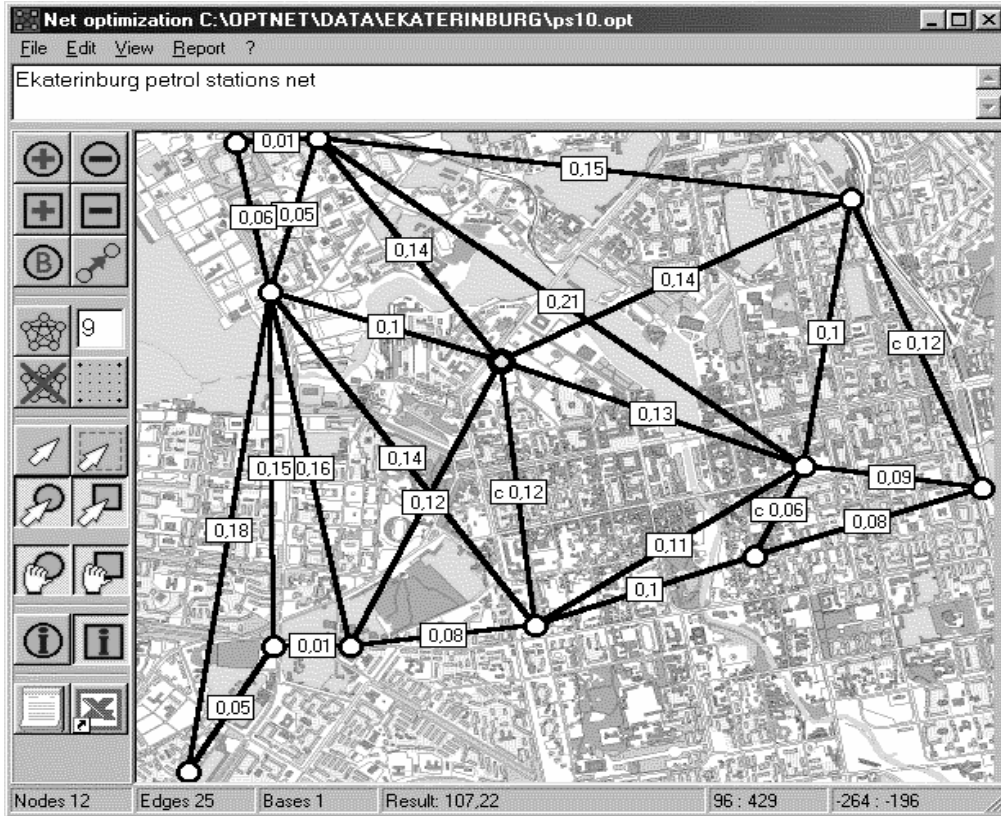 Net optimization C:\OPTNET\DATA\EKATERINBURG\ps10.opt
File Edit View Report ?
Ekaterinburg petrol stations net
0,01
0,15
0,06 0,05
B
0,14
0,14
0,21
9
0,1
0,1
c 0,12
0,13
0,15 0,16
0,14
0,09
0,12
c 0,12
c 0,06
0,08
0,18
0,11
0,1
0,08
0,01
0,05
Nodes 12 Edges 25 Bases 1 Result: 107,22 96 : 429 -264 : -196